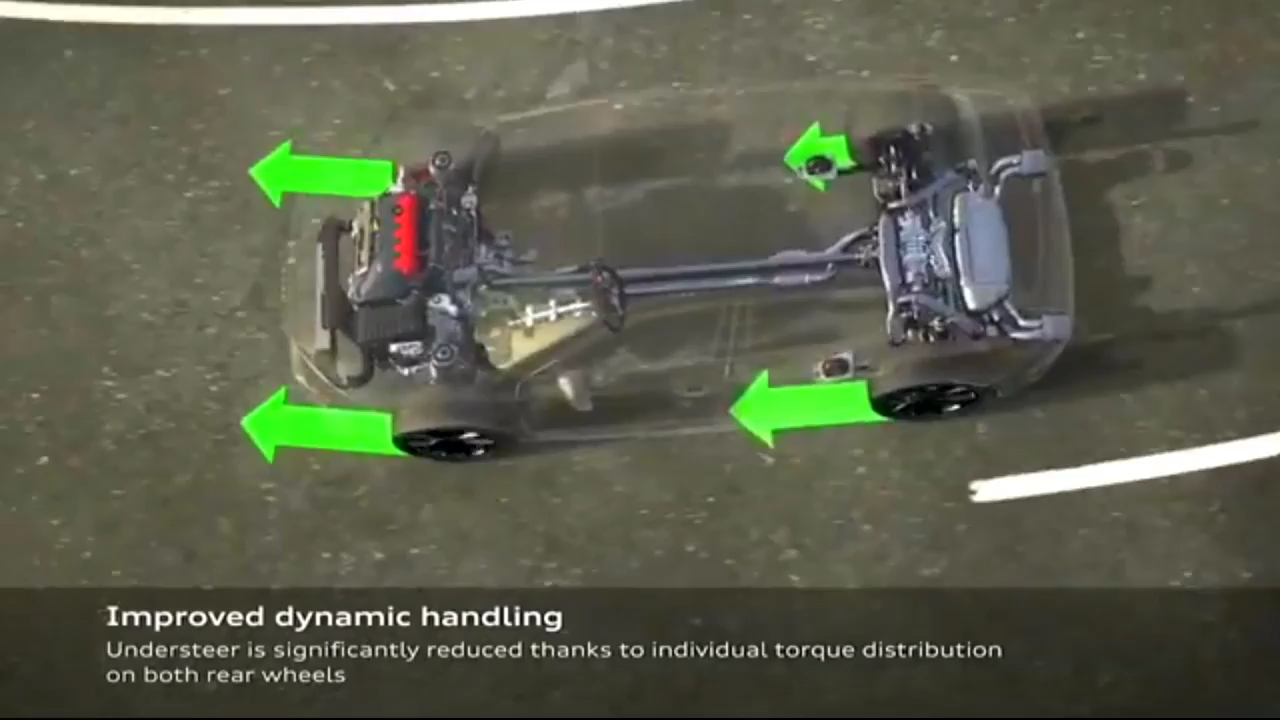 Improved dynamic handling
Understeer is significantly reduced thanks to individual torque distribution
on both rear wheels